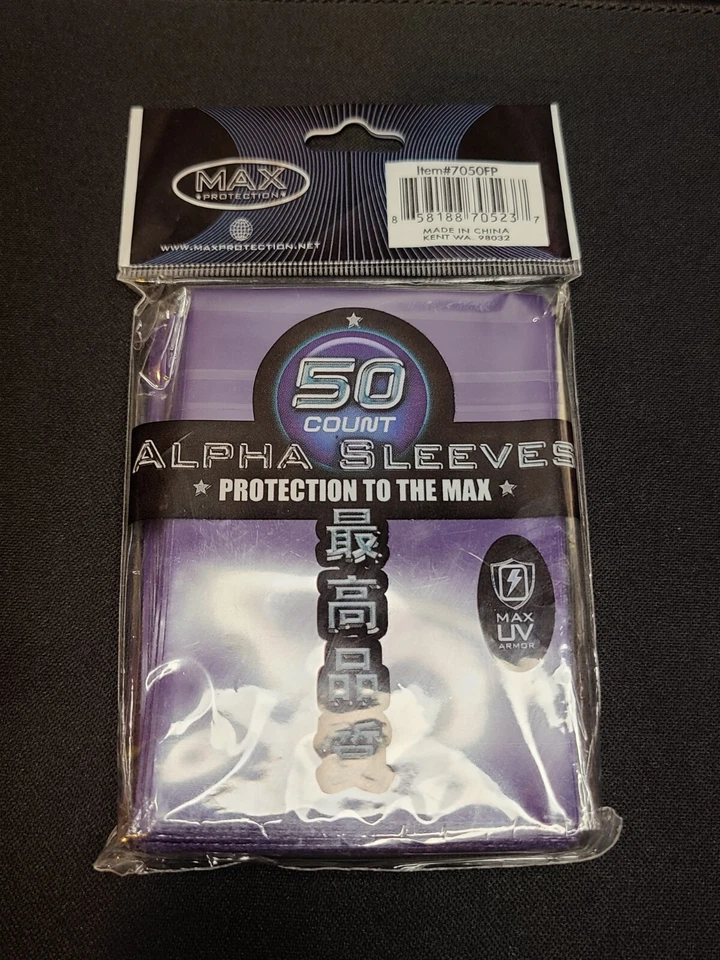 MAX
PROTECTION
WWW.MAXPROTECTION.NET
Item#7050FP
8 58188 70523 7
MADE IN CHINA
KENT WA. 98032
50
COUNT
ALPHA SLEEVES
PROTECTION TO THE MAX
最
高
品
質
MAX
UV
ARMOR